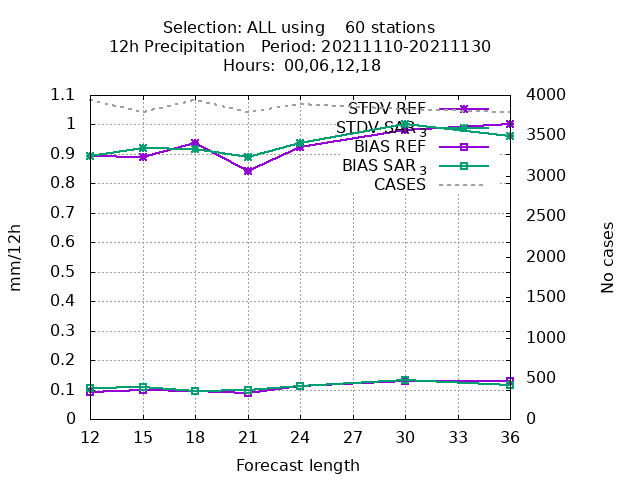 Selection: ALL using    60 stations
12h Precipitation   Period: 20211110-20211130
Hours: 00,06,12,18
STDV REF
STDV SAR3
BIAS REF
BIAS SAR3
CASES
1.1
1
0.9
0.8
0.7
0.6
0.5
0.4
0.3
0.2
0.1
0
mm/12h
4000
3500
3000
2500
2000
1500
1000
500
0
No cases
12 15 18 21 24 27 30 33 36
Forecast length